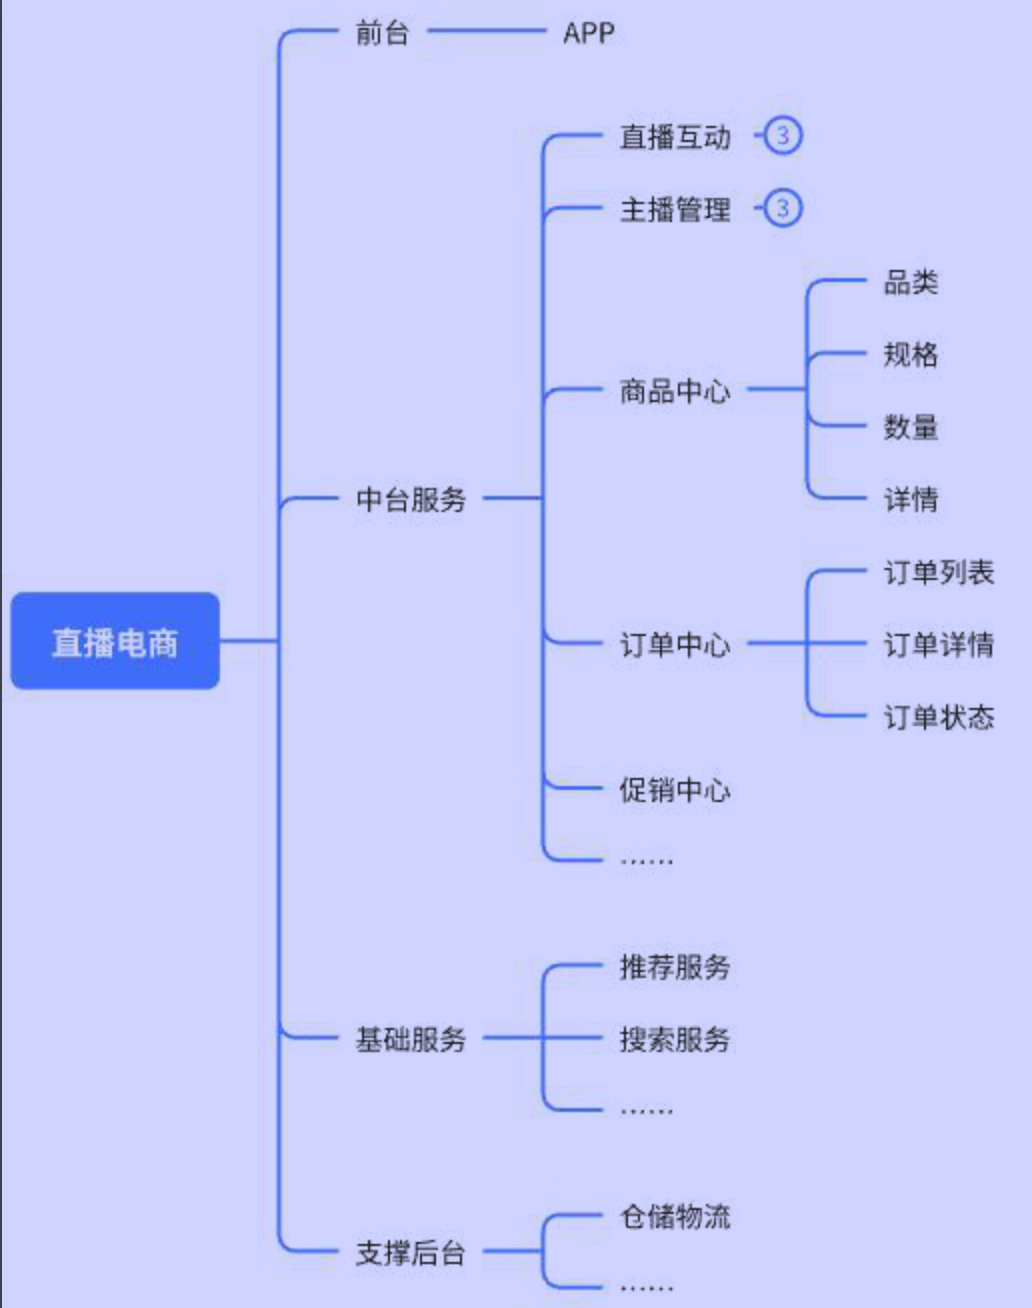 前台
APP
直播互动 3
主播管理 3
品类
规格
商品中心
数量
中台服务
详情
订单列表
直播电商
订单中心
订单详情
订单状态
促销中心
……
推荐服务
基础服务
搜索服务
……
仓储物流
支撑后台
……